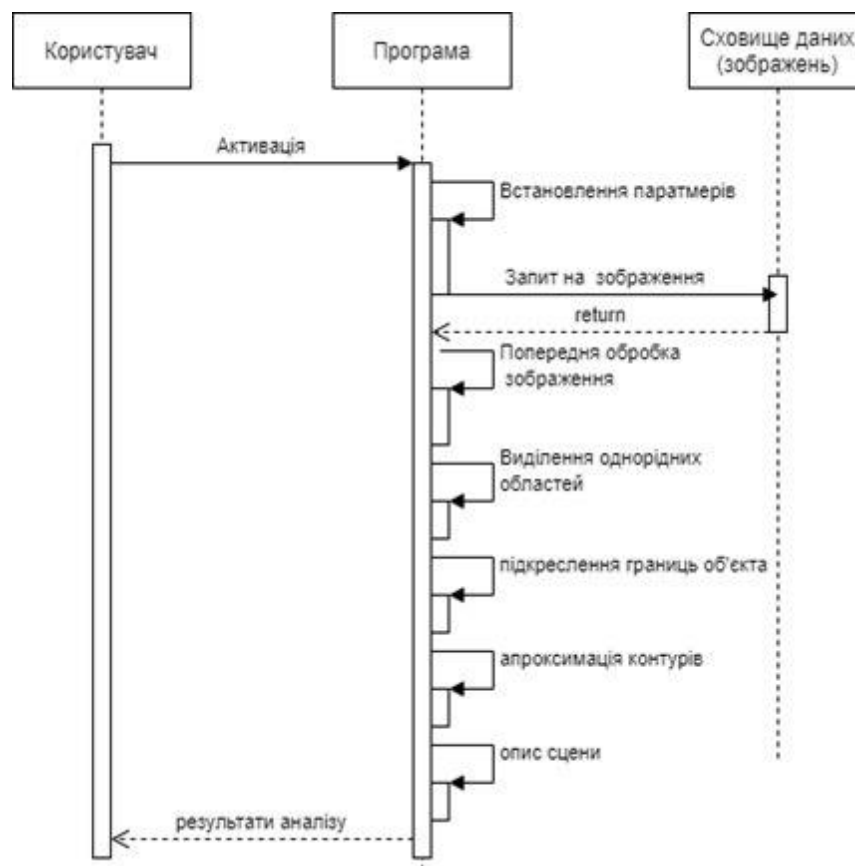 Користувач
Програма
Сховище даних
(зображень)
Активація
Встановлення паратмерів
Запит на зображення
return
Попередня обробка
зображення
Виділення однорідних
областей
підкреслення границь об'єкта
апроксимація контурів
опис сцени
результати аналізу